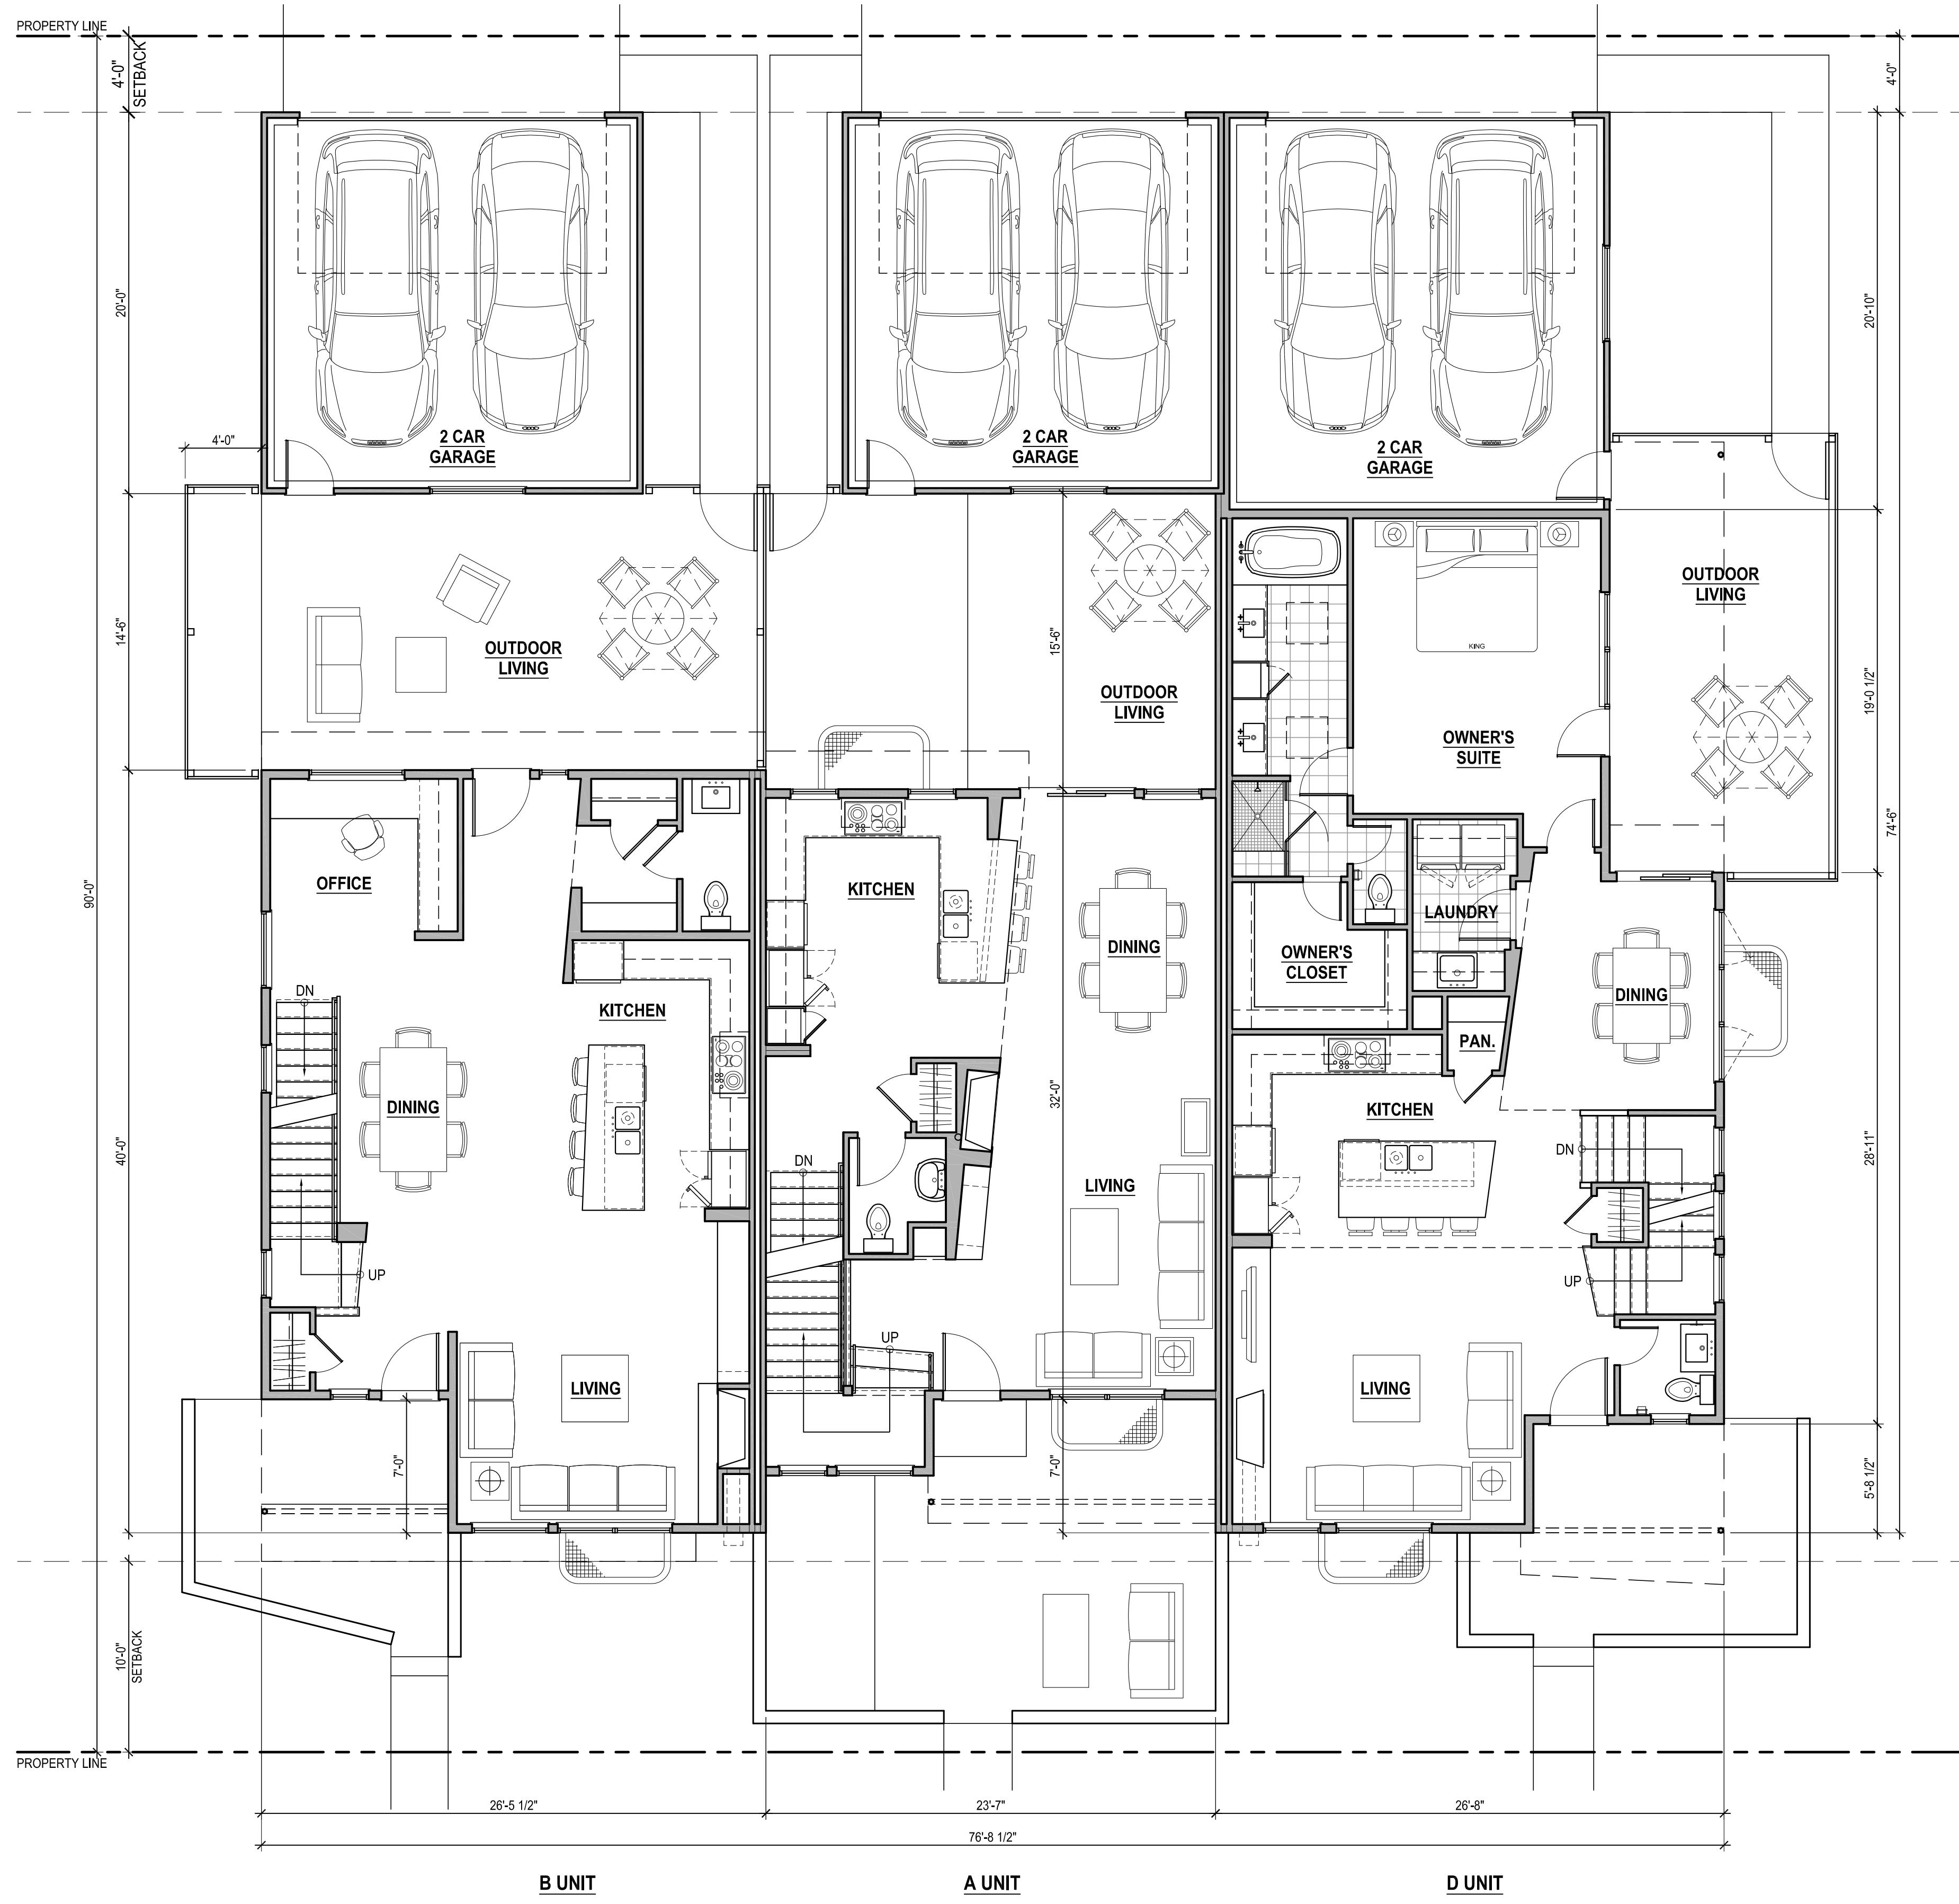 PROPERTY LINE
4'-0"
SETBACK
4'-0"
20'-0"
20'-10"
2 CAR
GARAGE
2 CAR
GARAGE
2 CAR
GARAGE
4'-0"
14'-6"
OUTDOOR
LIVING
15'-6"
OUTDOOR
LIVING
KING
OWNER'S
SUITE
OUTDOOR
LIVING
19'-0 1/2"
74'-6"
90'-0"
OFFICE
KITCHEN
DINING
LAUNDRY
OWNER'S
CLOSET
DINING
DN
KITCHEN
PAN.
DINING
40'-0"
32'-0"
KITCHEN
28'-11"
DN
DN
LIVING
UP
UP
UP
LIVING
LIVING
7'-0"
7'-0"
5'-8 1/2"
10'-0"
SETBACK
PROPERTY LINE
26'-5 1/2"
23'-7"
26'-8"
76'-8 1/2"
B UNIT
A UNIT
D UNIT